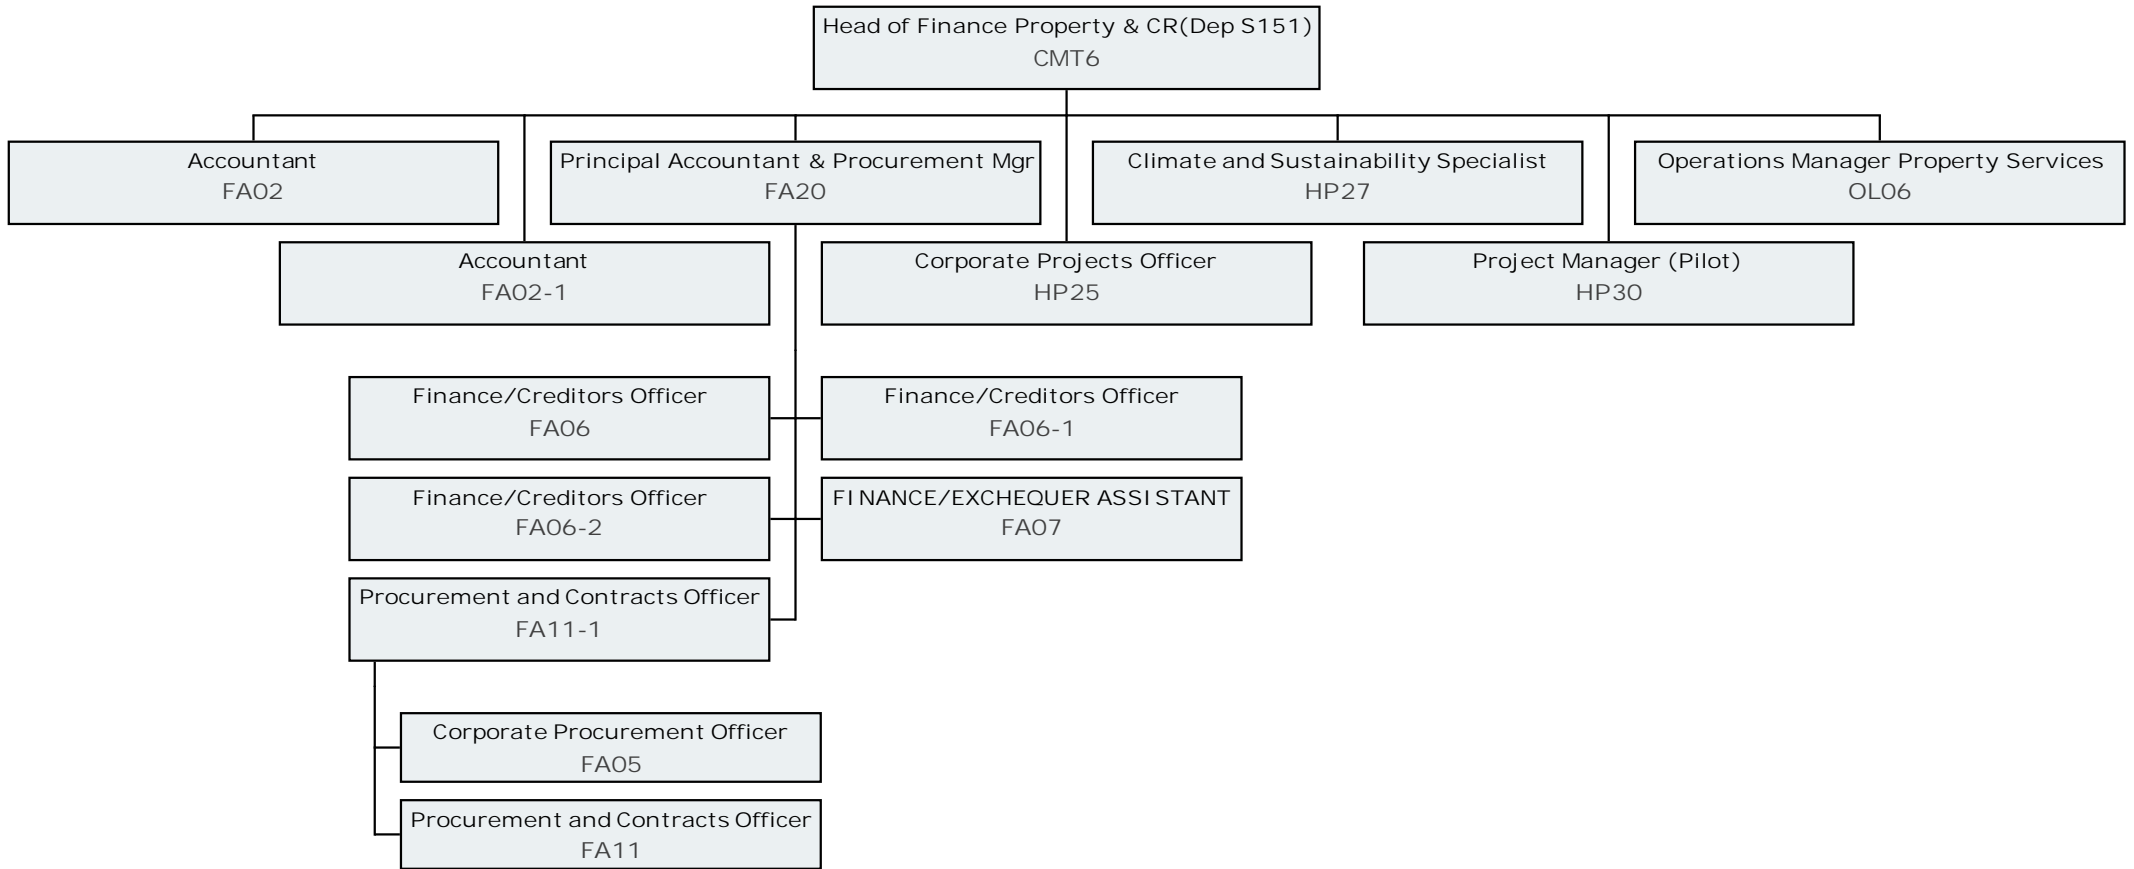 Head of Finance Property & CR(Dep S151)
CMT6
Accountant
FA02
Principal Accountant & Procurement Mgr
FA20
Climate and Sustainability Specialist
HP27
Operations Manager Property Services
OL06
Accountant
FA02-1
Corporate Projects Officer
HP25
Project Manager (Pilot)
HP30
Finance/Creditors Officer
FA06
Finance/Creditors Officer
FA06-1
Finance/Creditors Officer
FA06-2
FINANCE/EXCHEQUER ASSISTANT
FA07
Procurement and Contracts Officer
FA11-1
Corporate Procurement Officer
FA05
Procurement and Contracts Officer
FA11